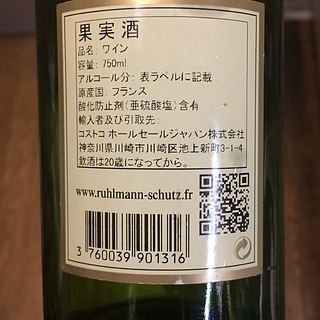 果実酒
品名: ワイン
容量: 750ml
アルコール分: 表ラベルに記載
原産国: フランス
酸化防止剤(亜硫酸塩)含有
輸入者及び引取先:
コストコ ホールセールジャパン株式会社
神奈川県川崎市川崎区池上新町3-1-4
飲酒は20歳になってから。
www.ruhlmann-schutz.fr
3 760039 901316